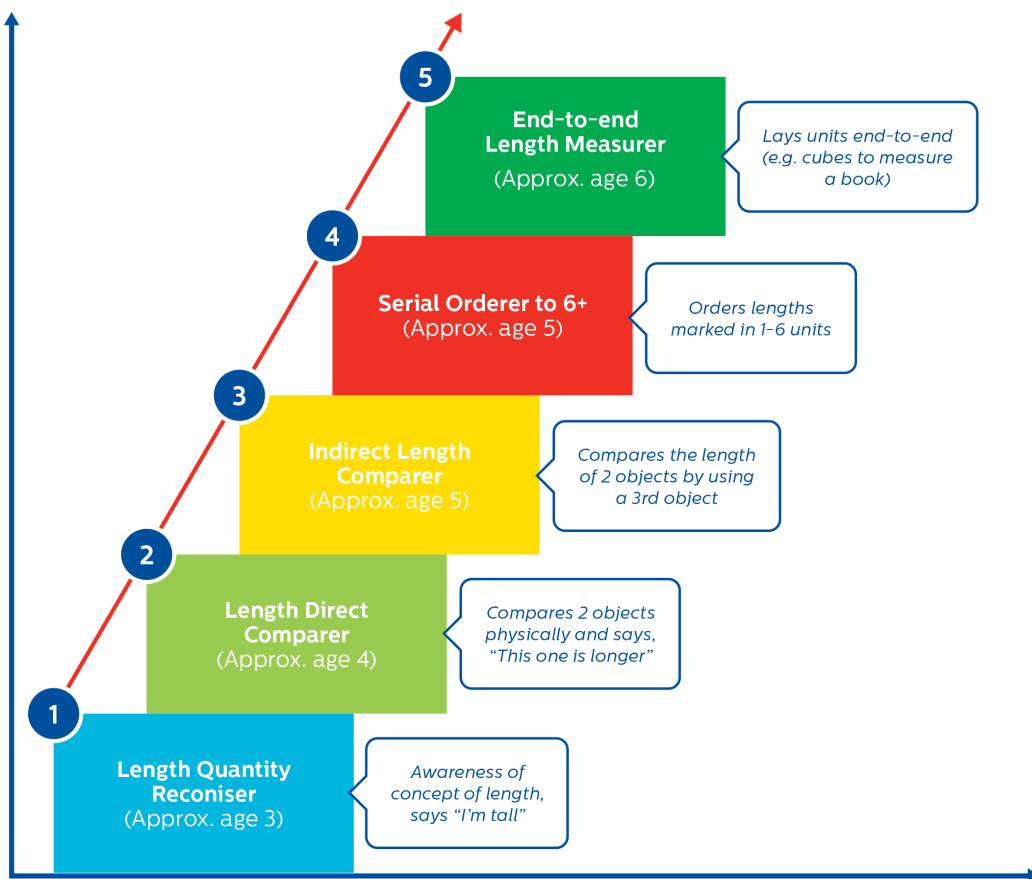 5
End-to-end
Length Measurer
(Approx. age 6)
Lays units end-to-end
(e.g. cubes to measure
a book)
4
Serial Orderer to 6+
(Approx. age 5)
Orders lengths
marked in 1-6 units
3
Indirect Length
Comparer
(Approx. age 5)
Compares the length
of 2 objects by using
a 3rd object
2
Length Direct
Comparer
(Approx. age 4)
Compares 2 objects
physically and says,
“This one is longer”
1
Length Quantity
Reconiser
(Approx. age 3)
Awareness of
concept of length,
says “I’m tall”